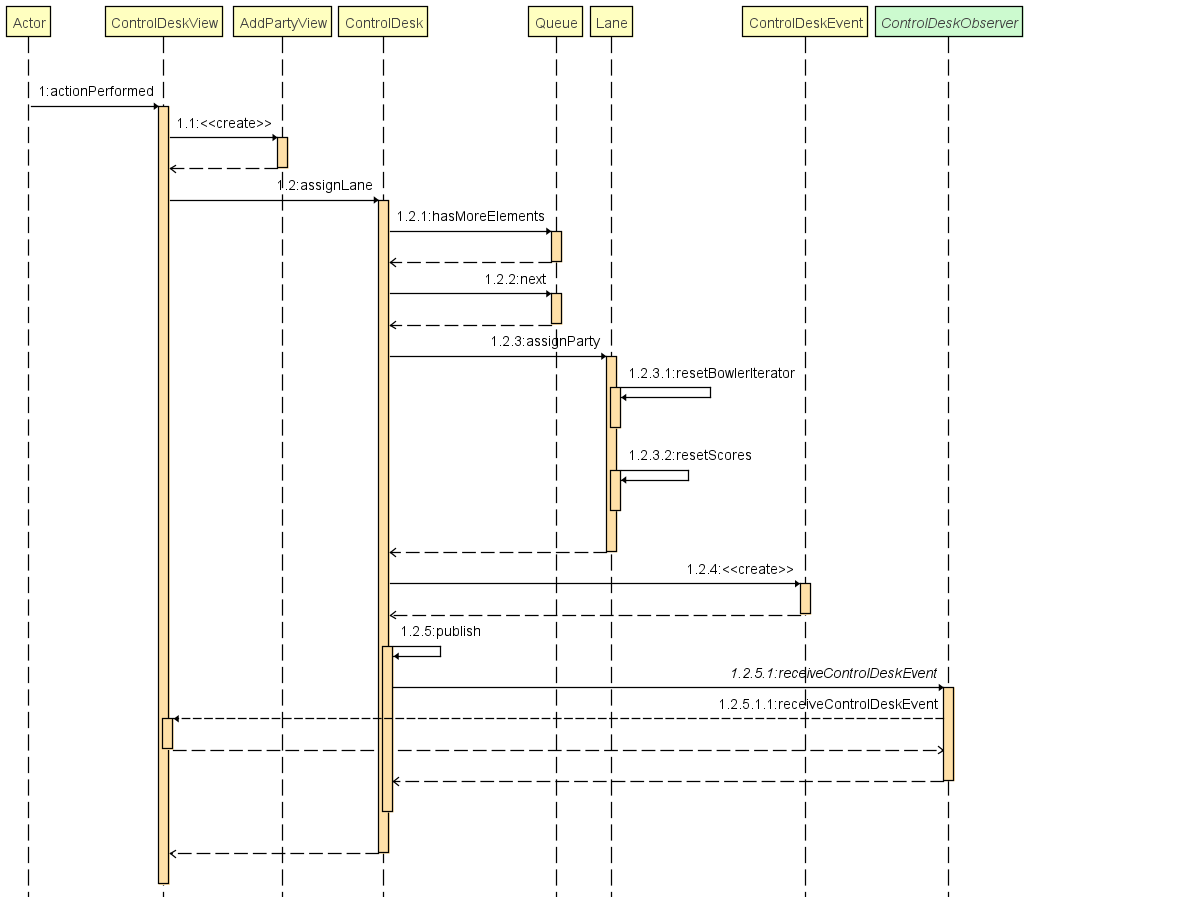 Actor
ControlDeskView
AddPartyView
ControlDesk
Queue
Lane
ControlDeskEvent
ControlDeskObserver
1:actionPerformed
1.1:<<create>>
1.2:assignLane
1.2.1:hasMoreElements
1.2.2:next
1.2.3:assignParty
1.2.3.1:resetBowlerIterator
1.2.3.2:resetScores
1.2.4:<<create>>
1.2.5:publish
1.2.5.1:receiveControlDeskEvent
1.2.5.1.1:receiveControlDeskEvent